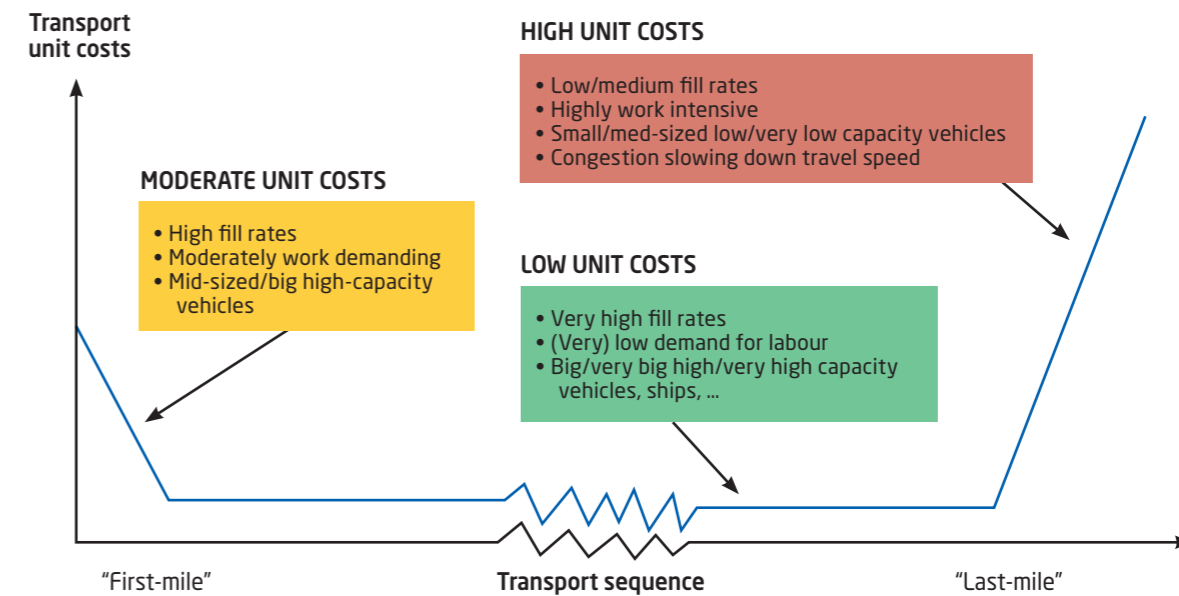 Transport
unit costs
HIGH UNIT COSTS
• Low/medium fill rates
• Highly work intensive
• Small/med-sized low/very low capacity vehicles
• Congestion slowing down travel speed
MODERATE UNIT COSTS
• High fill rates
• Moderately work demanding
• Mid-sized/big high-capacity
vehicles
LOW UNIT COSTS
• Very high fill rates
• (Very) low demand for labour
• Big/very big high/very high capacity
vehicles, ships, ...
“First-mile”
Transport sequence
“Last-mile”